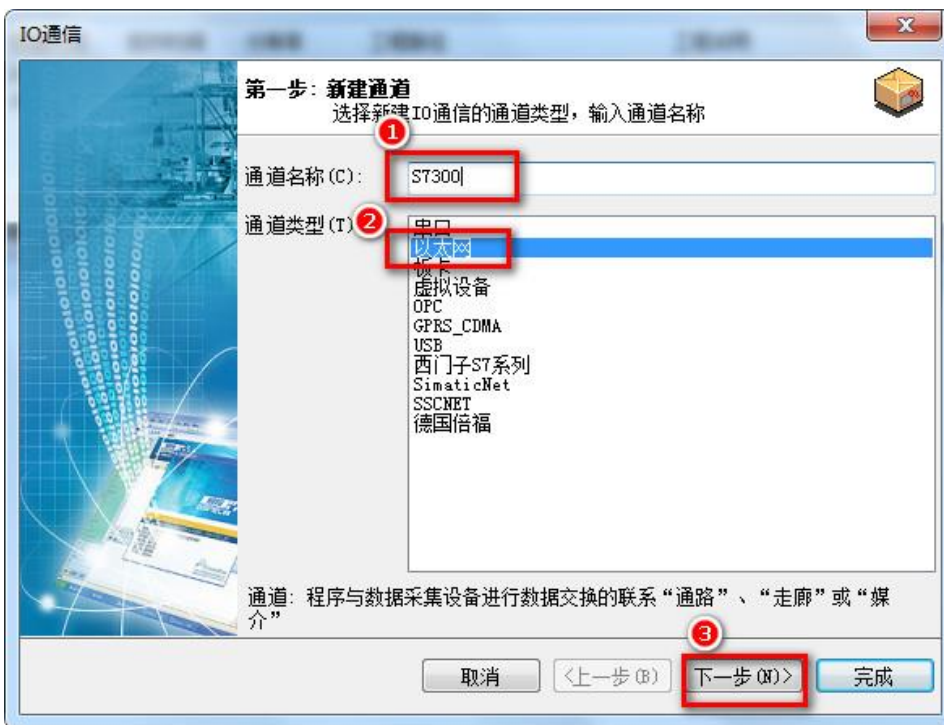 IO通信
第一步: 新建通道
选择新建IO通信的通道类型，输入通道名称
1
通道名称(C): S7300
通道类型(T) 2 串口
以太网
板卡
虚拟设备
OPC
GPRS_CDMA
USB
西门子S7系列
SimaticNet
SSCNET
德国倍福
通道: 程序与数据采集设备进行数据交换的联系“通路”、“走廊”或“媒
介”
3
取消 <上一步(B) 下一步(N)> 完成